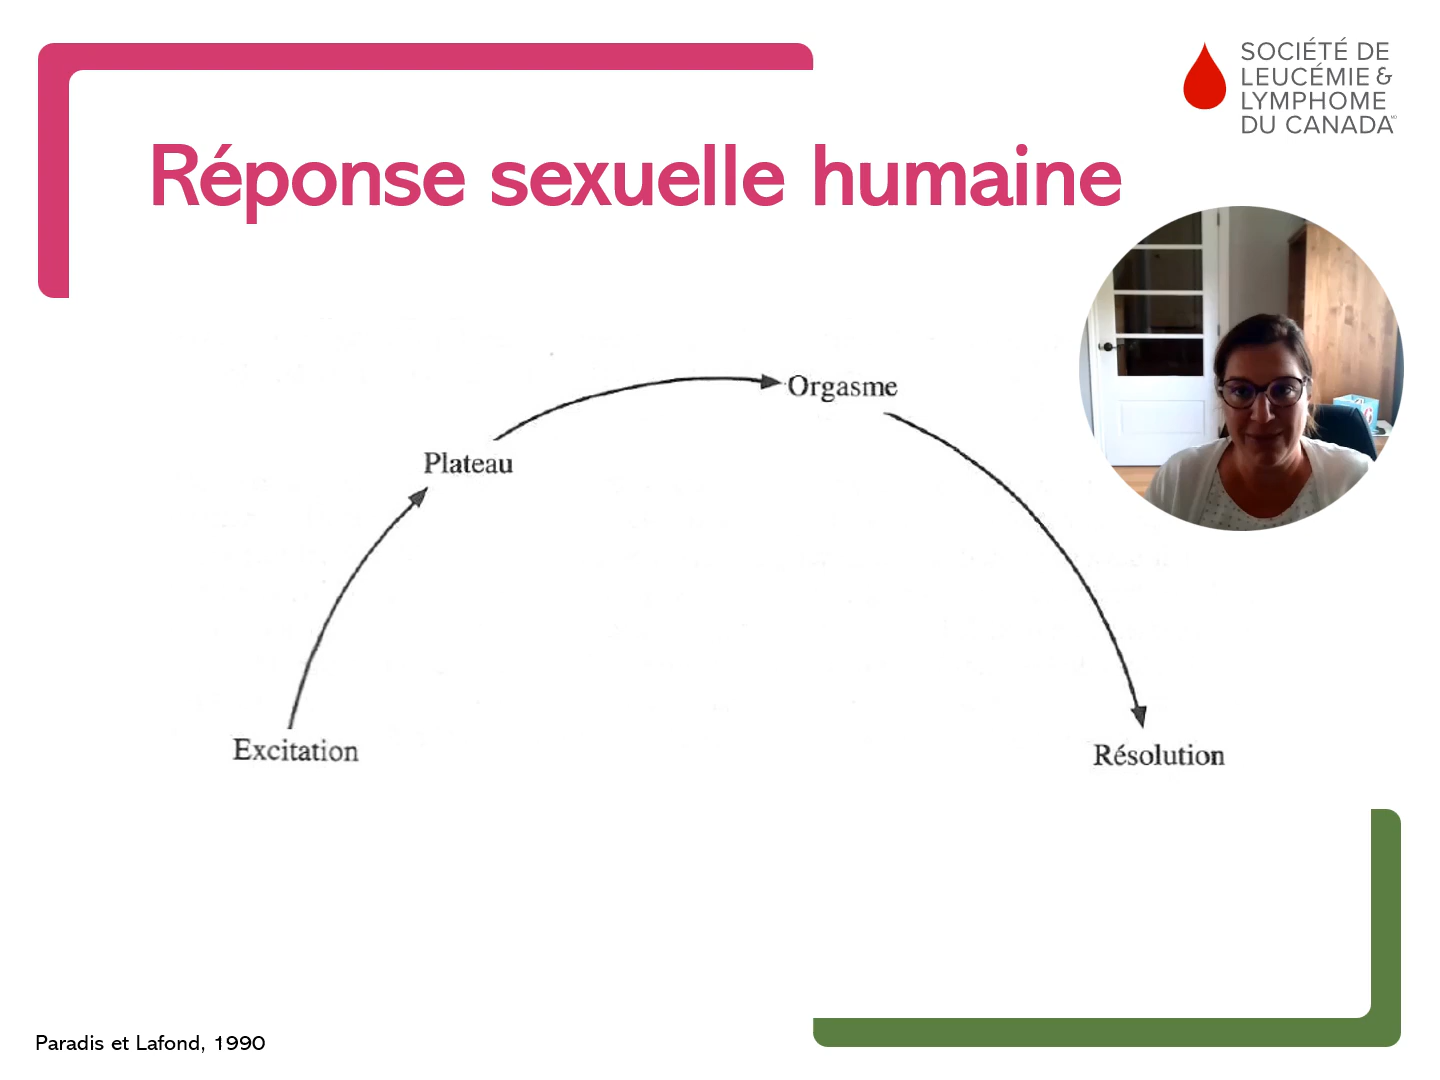 SOCIÉTÉ DE
LEUCÉMIE &
LYMPHOME
DU CANADA
Réponse sexuelle humaine
Orgasme
Plateau
Excitation
Résolution
Paradis et Lafond, 1990